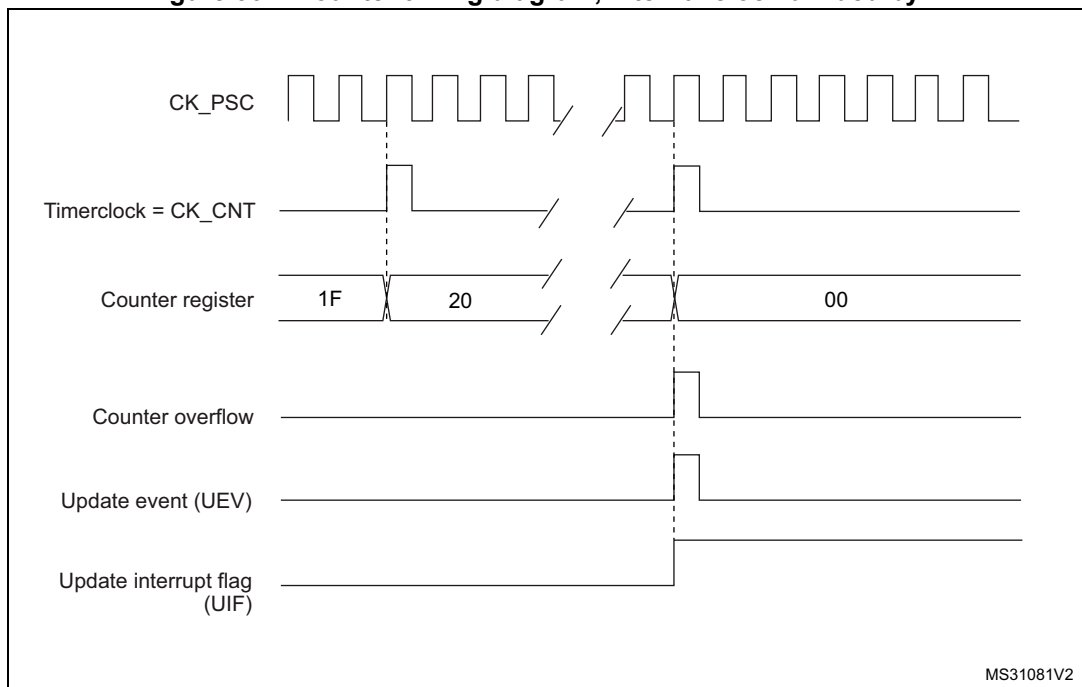 CK_PSC
Timerclock = CK_CNT
Counter register
1F
20
00
Counter overflow
Update event (UEV)
Update interrupt flag
(UIF)
MS31081V2